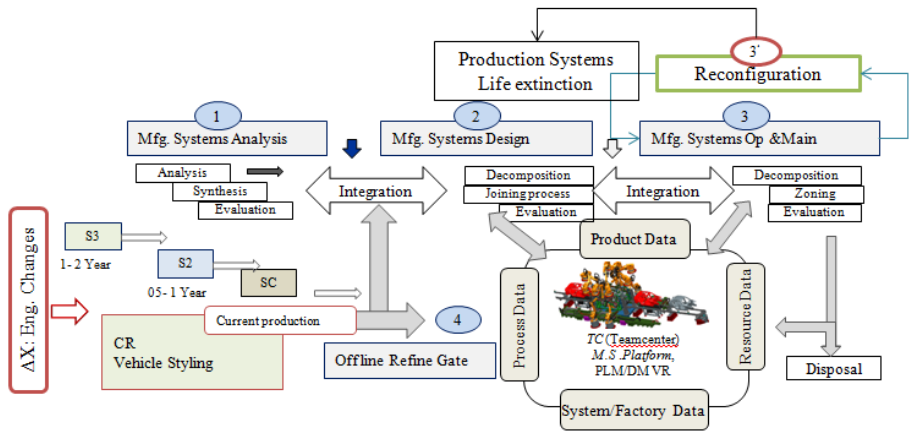 3'
Production Systems
Life extinction
Reconfiguration
1
2
3
Mfg. Systems Analysis
Mfg. Systems Design
Mfg. Systems Op &Main
Analysis
Synthesis
Evaluation
Integration
Decomposition
Joining process
Evaluation
Integration
Decomposition
Zoning
Evaluation
ΔX: Eng. Changes
S3
1- 2 Year
S2
05- 1 Year
SC
Current production
CR
Vehicle Styling
4
Offline Refine Gate
Product Data
Process Data
Resource Data
TC (Teamcenter)
M.S .Platform,
PLM/DM VR
System/Factory Data
Disposal